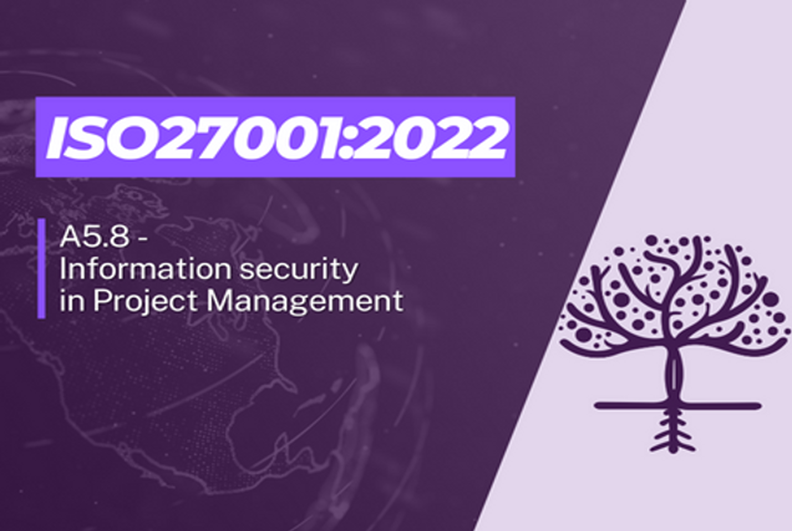 ISO27001:2022
A5.8 -
Information security
in Project Management